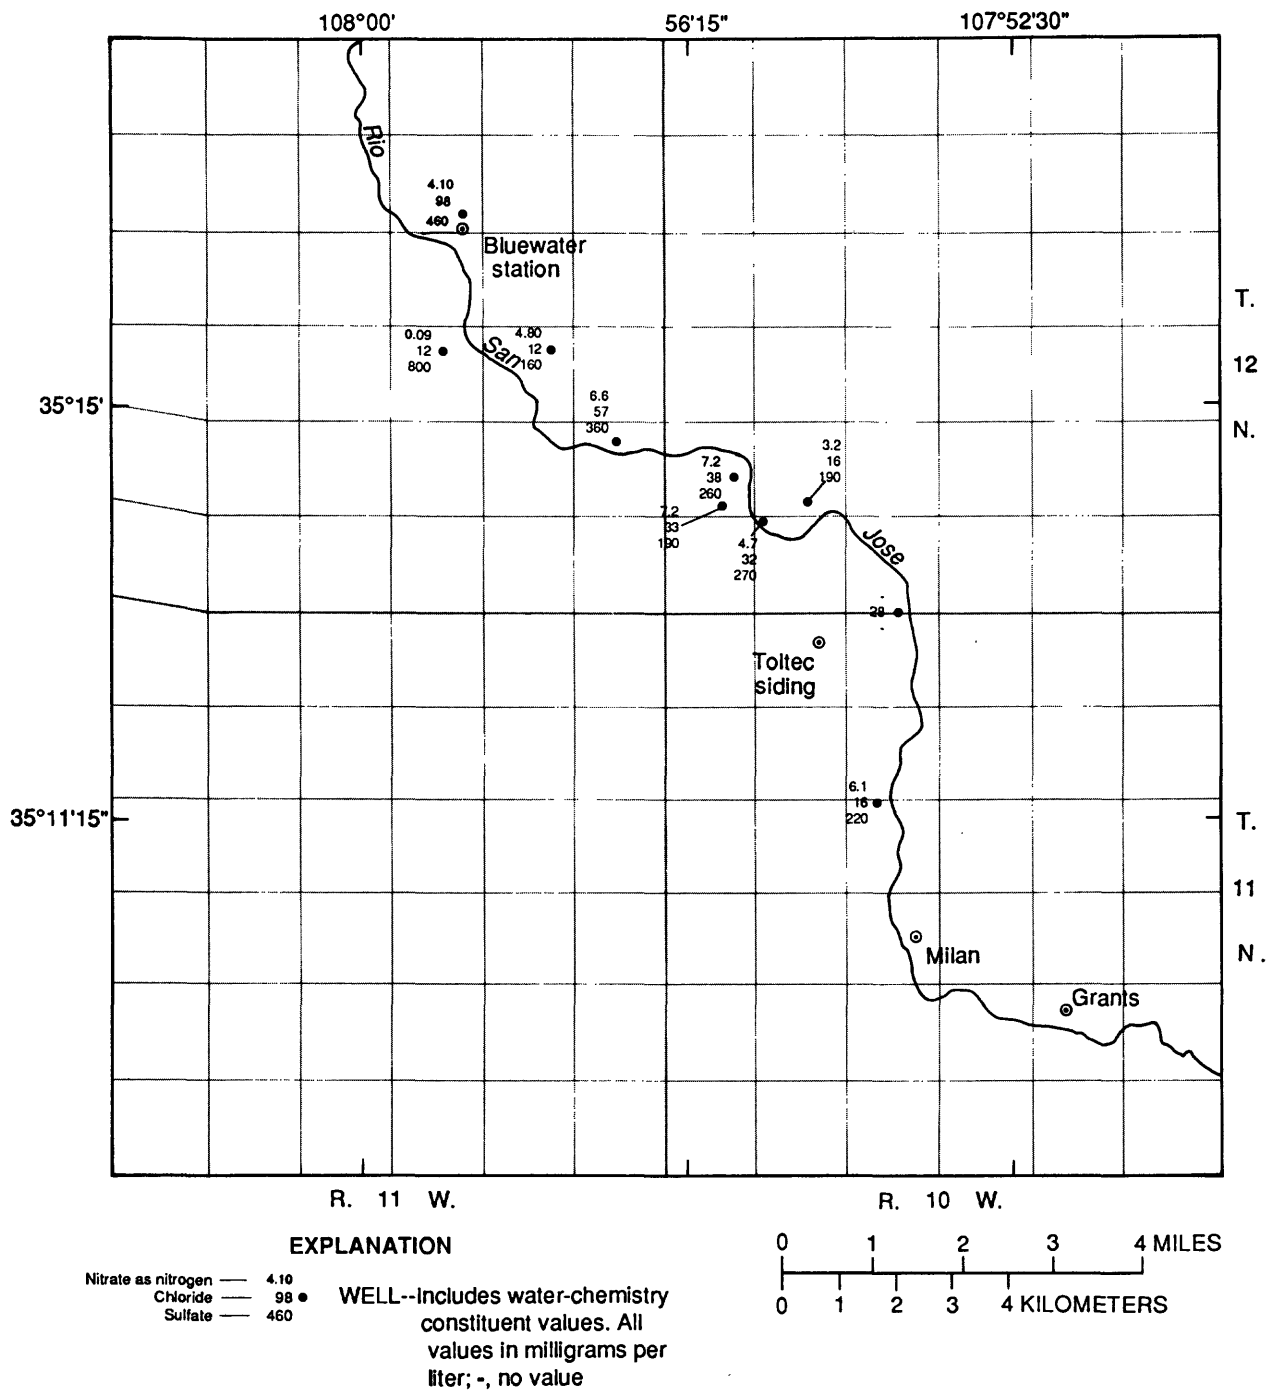 108°00'
56'15"
107°52'30"
Rio
4.10
98
460
Bluewater
station
T.
0.09
12
800
San
4.80
12
160
12
35°15'
6.6
57
360
N.
3.2
16
190
7.2
38
260
7.2
33
190
4.7
32
270
Jose
-
28
-
Toltec
siding
6.1
16
220
35°11'15"
T.
11
Milan
N.
Grants
R. 11 W.
R. 10 W.
EXPLANATION
Nitrate as nitrogen — 4.10
Chloride — 98
Sulfate — 460
WELL--Includes water-chemistry
constituent values. All
values in milligrams per
liter; -, no value
0 1 2 3 4 MILES
0 1 2 3 4 KILOMETERS